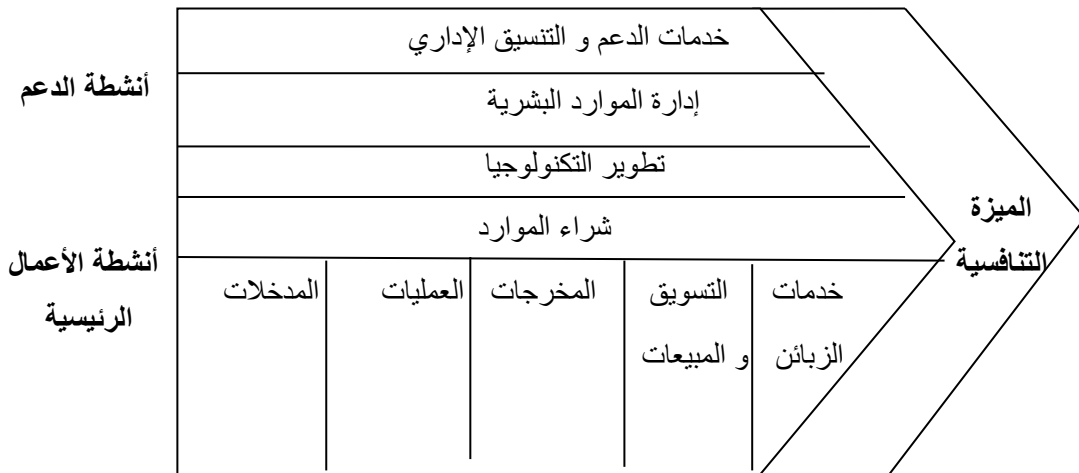 خدمات الدعم و التنسيق الإداري
أنشطة الدعم
إدارة الموارد البشرية
تطوير التكنولوجيا
الميزة
التنافسية
شراء الموارد
أنشطة الأعمال
الرئيسية
المدخلات
العمليات
المخرجات
التسويق
و المبيعات
خدمات
الزبائن